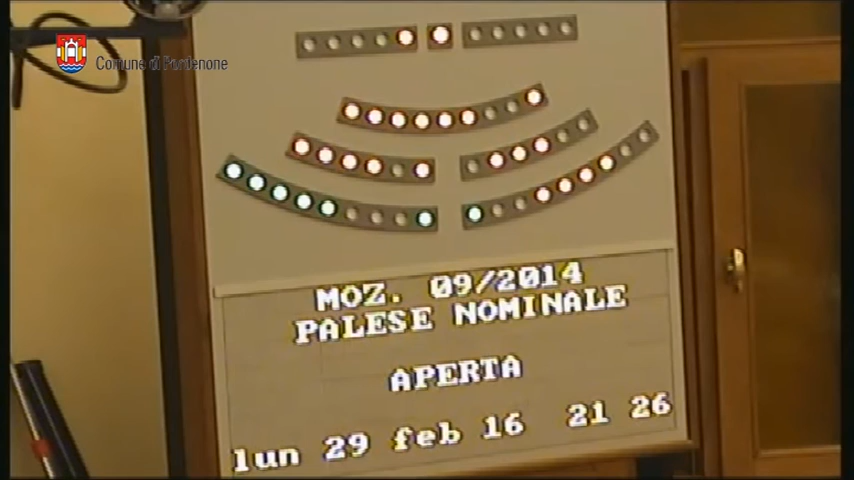 Comune di Pordenone
MOZ. 09/2014
PALESE NOMINALE
APERTA
lun 29 feb 16 21 26